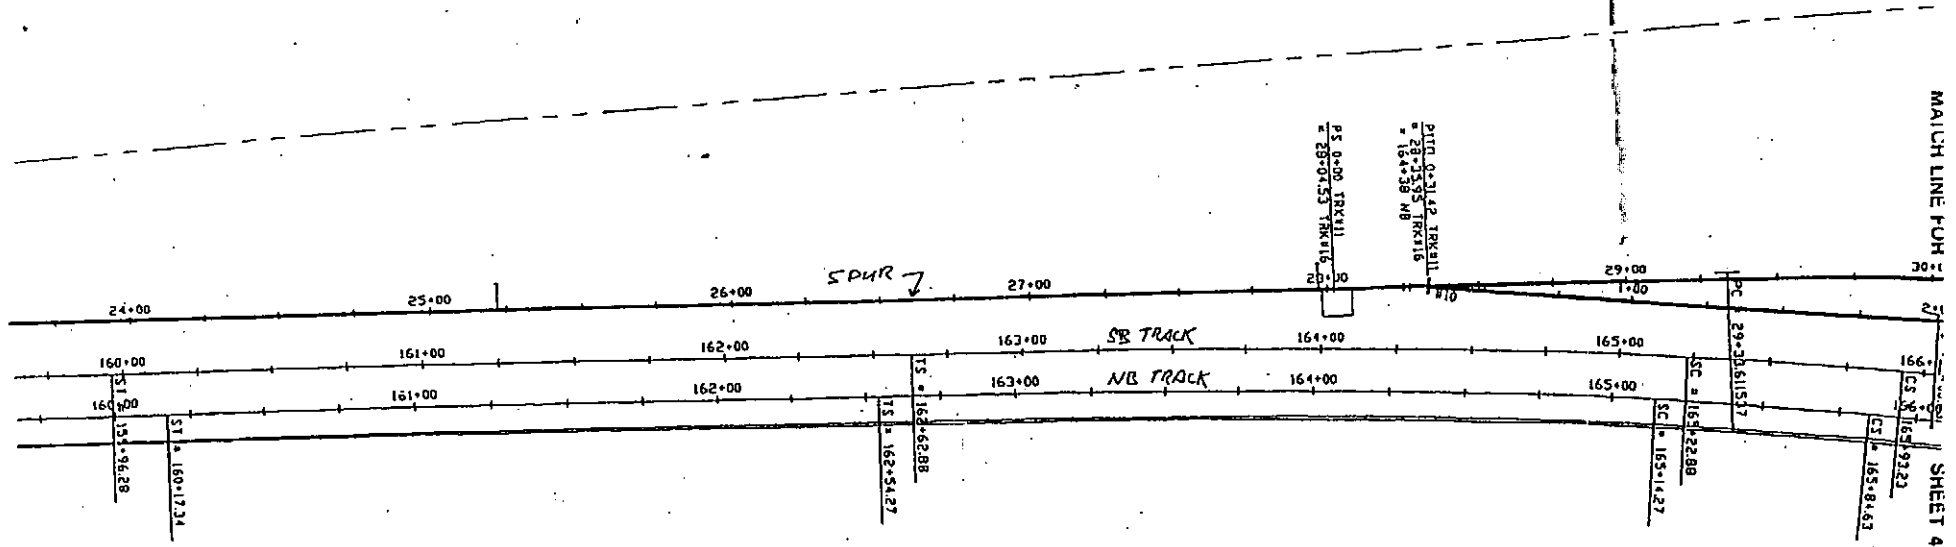 MATCH LINE FOR SHEET 4
PS 0+00 TRK#11
= 28+04.53 TRK#16
PITO 0+31.42 TRK#11
= 28+35.95 TRK#16
= 164+38 NB
SPUR
24+00
25+00
26+00
27+00
28+00
#10
29+00
1+00
PC = 29+33.611537
SB TRACK
160+00
161+00
162+00
163+00
164+00
165+00
NB TRACK
160+00
161+00
162+00
163+00
164+00
165+00
ST = 159+96.28
ST = 160+17.34
TS = 162+54.27
TS = 162+62.88
SC = 165+14.27
SC = 165+22.88
CS = 165+84.63
CS = 165+93.23